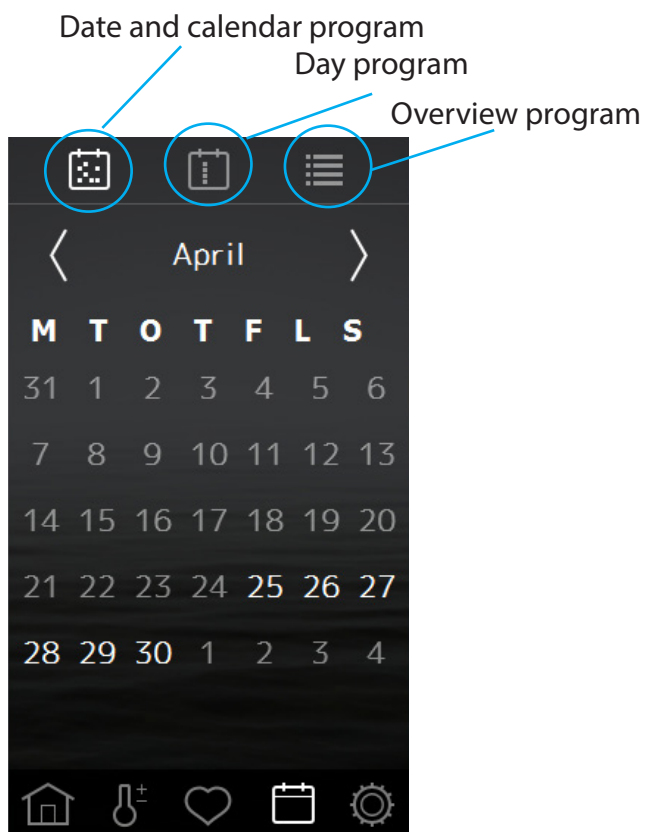 Date and calendar program
Day program
Overview program
April
M T O T F L S
31 1 2 3 4 5 6
7 8 9 10 11 12 13
14 15 16 17 18 19 20
21 22 23 24 25 26 27
28 29 30 1 2 3 4